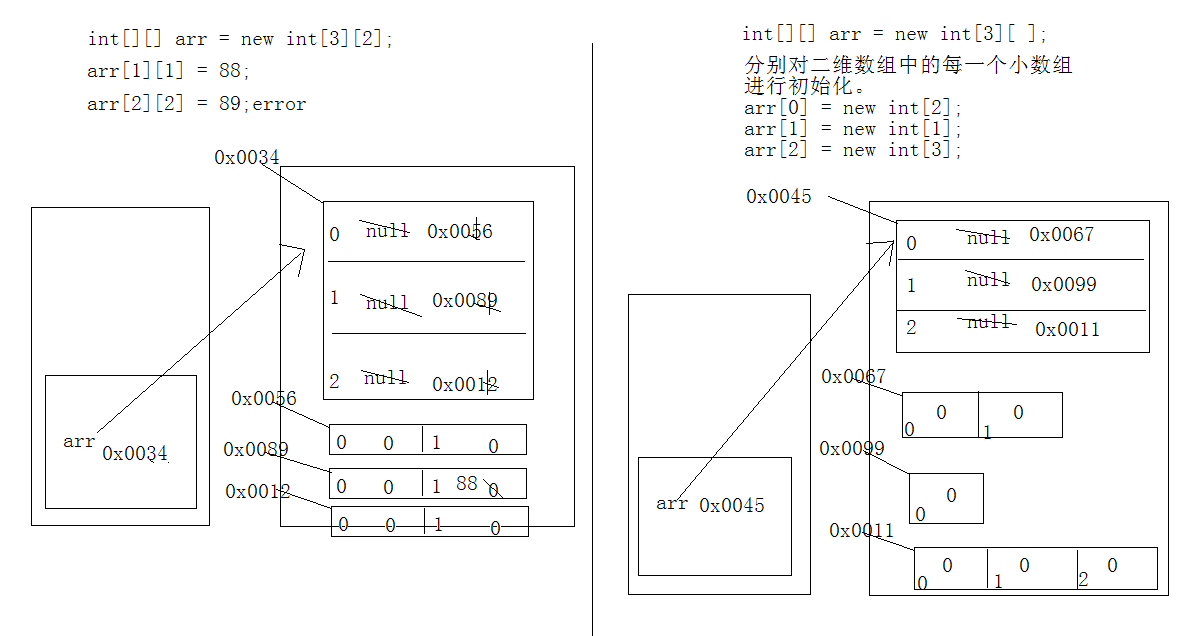 int[][] arr = new int[3][2];
arr[1][1] = 88;
arr[2][2] = 89;error
0x0034
0 null 0x0056
1 null 0x0089
2 null 0x0012
arr 0x0034
0x0056
0 0 1 0
0x0089
0 0 1 88 0
0x0012
0 0 1 0
int[][] arr = new int[3][ ];
分别对二维数组中的每一个小数组
进行初始化。
arr[0] = new int[2];
arr[1] = new int[1];
arr[2] = new int[3];
0x0045
0 null 0x0067
1 null 0x0099
2 null 0x0011
arr 0x0045
0x0067
0 0
0 1
0x0099
0
0
0x0011
0 0 0
0 1 2